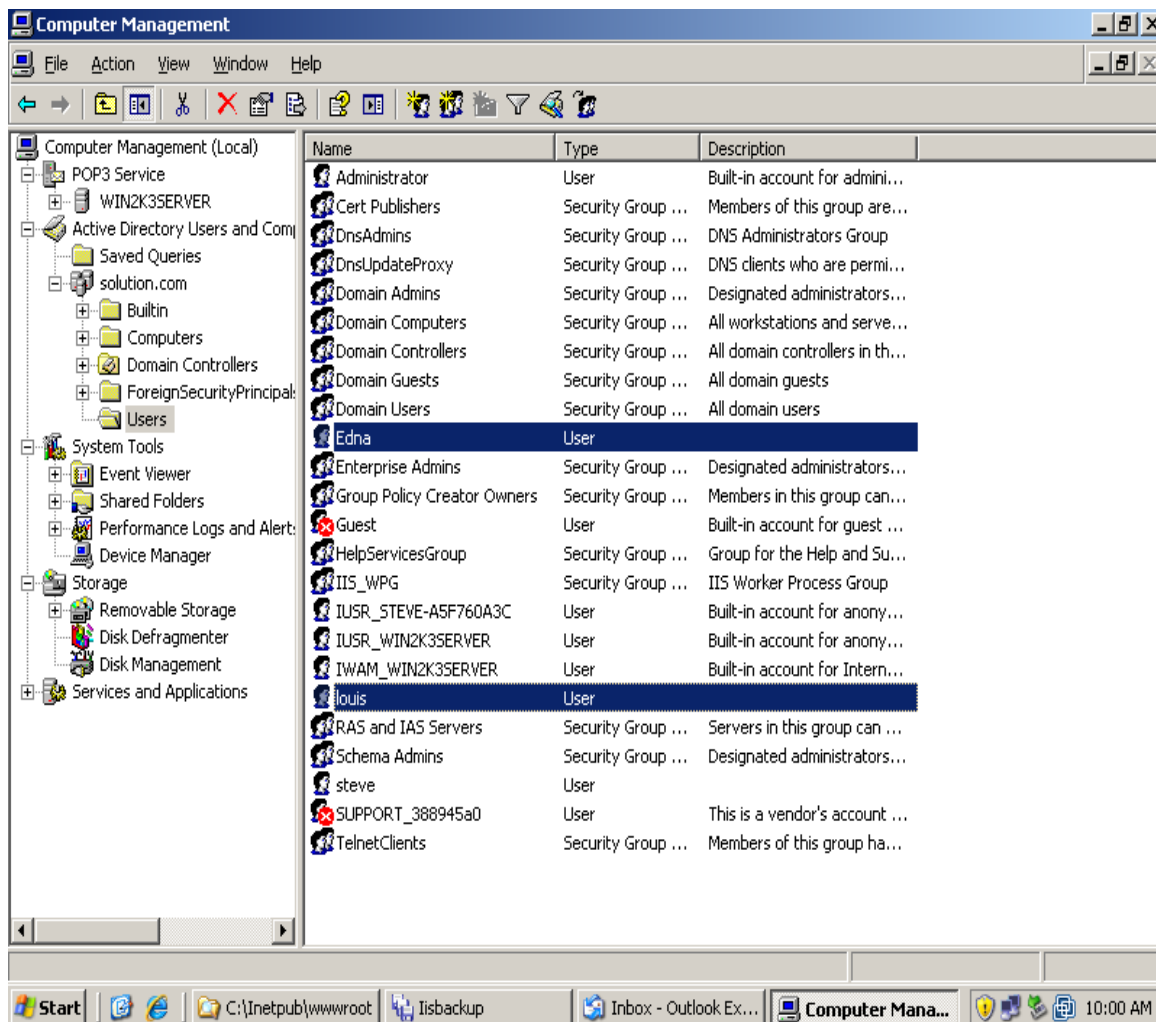 Computer Management
File Action View Window Help
Computer Management (Local)
POP3 Service
WIN2K3SERVER
Active Directory Users and Comp
Saved Queries
solution.com
Builtin
Computers
Domain Controllers
ForeignSecurityPrincipals
Users
System Tools
Event Viewer
Shared Folders
Performance Logs and Alerts
Device Manager
Storage
Removable Storage
Disk Defragmenter
Disk Management
Services and Applications
Name Type Description
Administrator User Built-in account for admini...
Cert Publishers Security Group ... Members of this group are...
DnsAdmins Security Group ... DNS Administrators Group
DnsUpdateProxy Security Group ... DNS clients who are permi...
Domain Admins Security Group ... Designated administrators...
Domain Computers Security Group ... All workstations and serve...
Domain Controllers Security Group ... All domain controllers in th...
Domain Guests Security Group ... All domain guests
Domain Users Security Group ... All domain users
Edna User
Enterprise Admins Security Group ... Designated administrators...
Group Policy Creator Owners Security Group ... Members in this group can...
Guest User Built-in account for guest ...
HelpServicesGroup Security Group ... Group for the Help and Su...
IIS_WPG Security Group ... IIS Worker Process Group
IUSR_STEVE-A5F760A3C User Built-in account for anony...
IUSR_WIN2K3SERVER User Built-in account for anony...
IWAM_WIN2K3SERVER User Built-in account for Intern...
louis User
RAS and IAS Servers Security Group ... Servers in this group can ...
Schema Admins Security Group ... Designated administrators...
steve User
SUPPORT_388945a0 User This is a vendor's account ...
TelnetClients Security Group ... Members of this group ha...
Start C:\Inetpub\wwwroot Iisbackup Inbox - Outlook Ex... Computer Mana... 10:00 AM